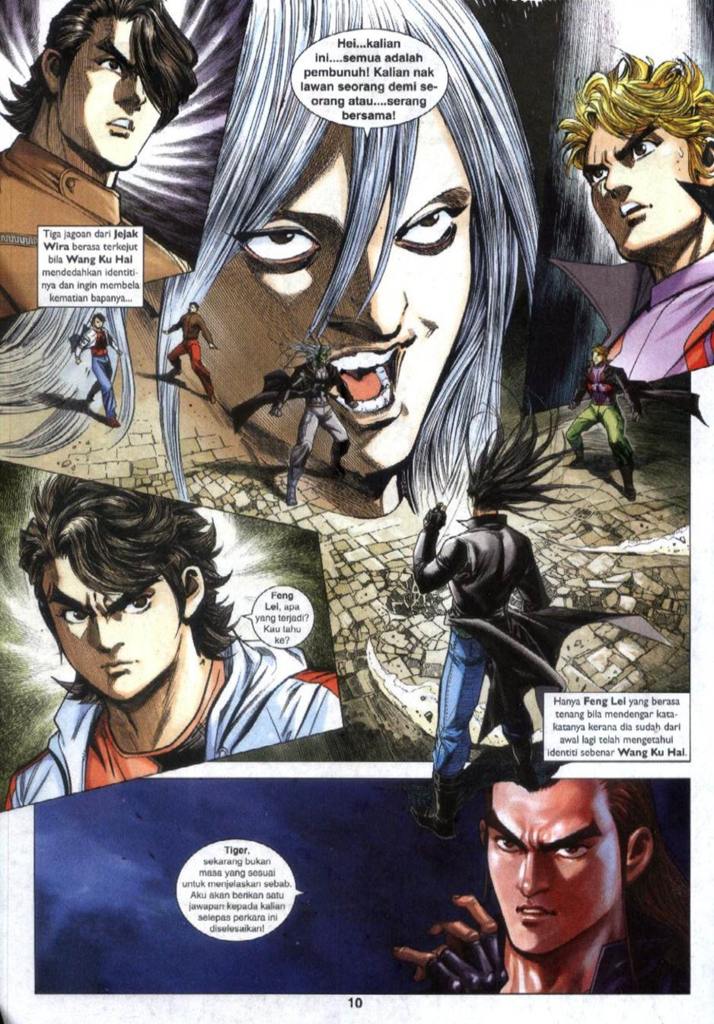 Hei...kalian
ini....semua adalah
pembunuh! Kalian nak
lawan seorang demi se-
orang atau....serang
bersama!
Tiga jagoan dari Jejak
Wira berasa terkejut
bila Wang Ku Hai
mendedahkan identiti-
nya dan ingin membela
kematian bapanya...
Feng
Lei, apa
yang terjadi?
Kau tahu
ke?
Hanya Feng Lei yang berasa
tenang bila mendengar kata-
katanya kerana dia sudah dari
awal lagi telah mengetahui
identiti sebenar Wang Ku Hai.
Tiger,
sekarang bukan
masa yang sesuai
untuk menjelaskan sebab.
Aku akan berikan satu
jawapan kepada kalian
selepas perkara ini
diselesaikan!
10